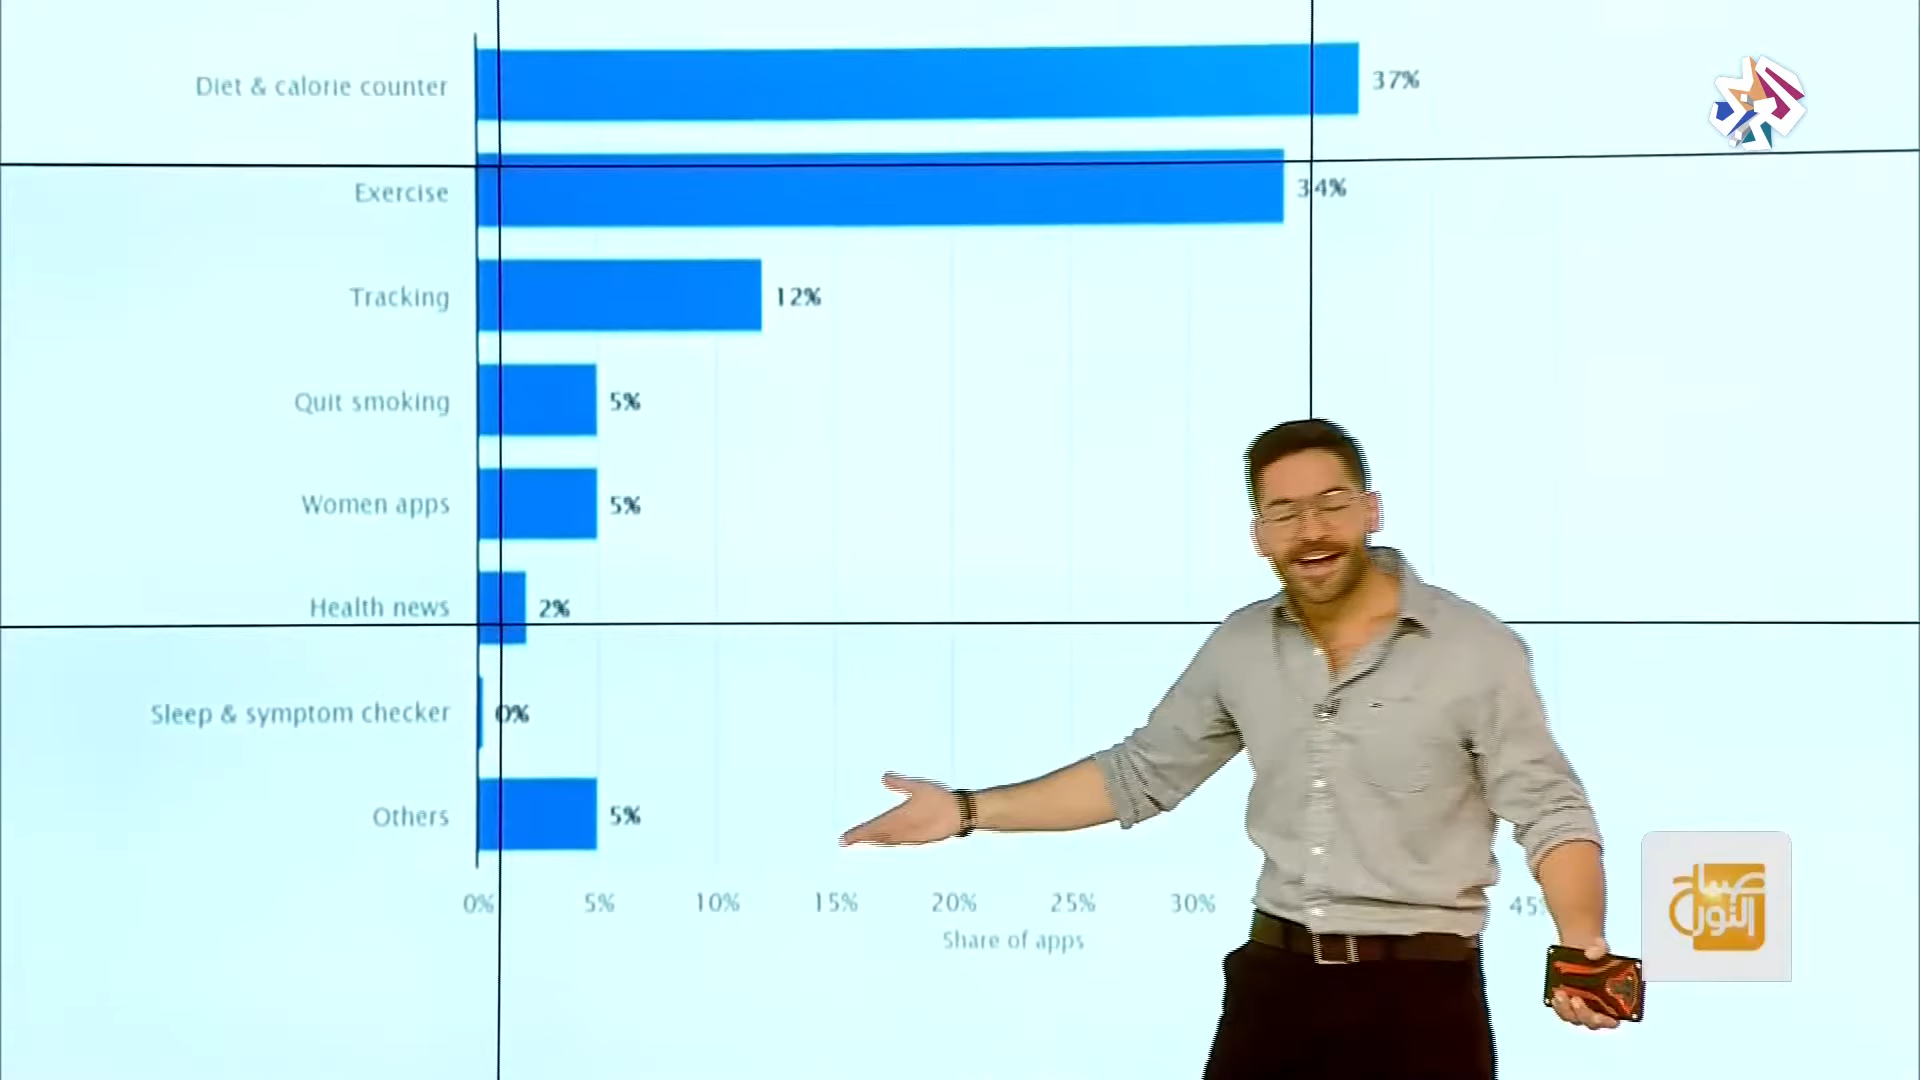 Diet & calorie counter 37%
Exercise 34%
Tracking 12%
Quit smoking 5%
Women apps 5%
Health news 2%
Sleep & symptom checker 0%
Others 5%
0% 5% 10% 15% 20% 25% 30%
Share of apps
صباح
النور